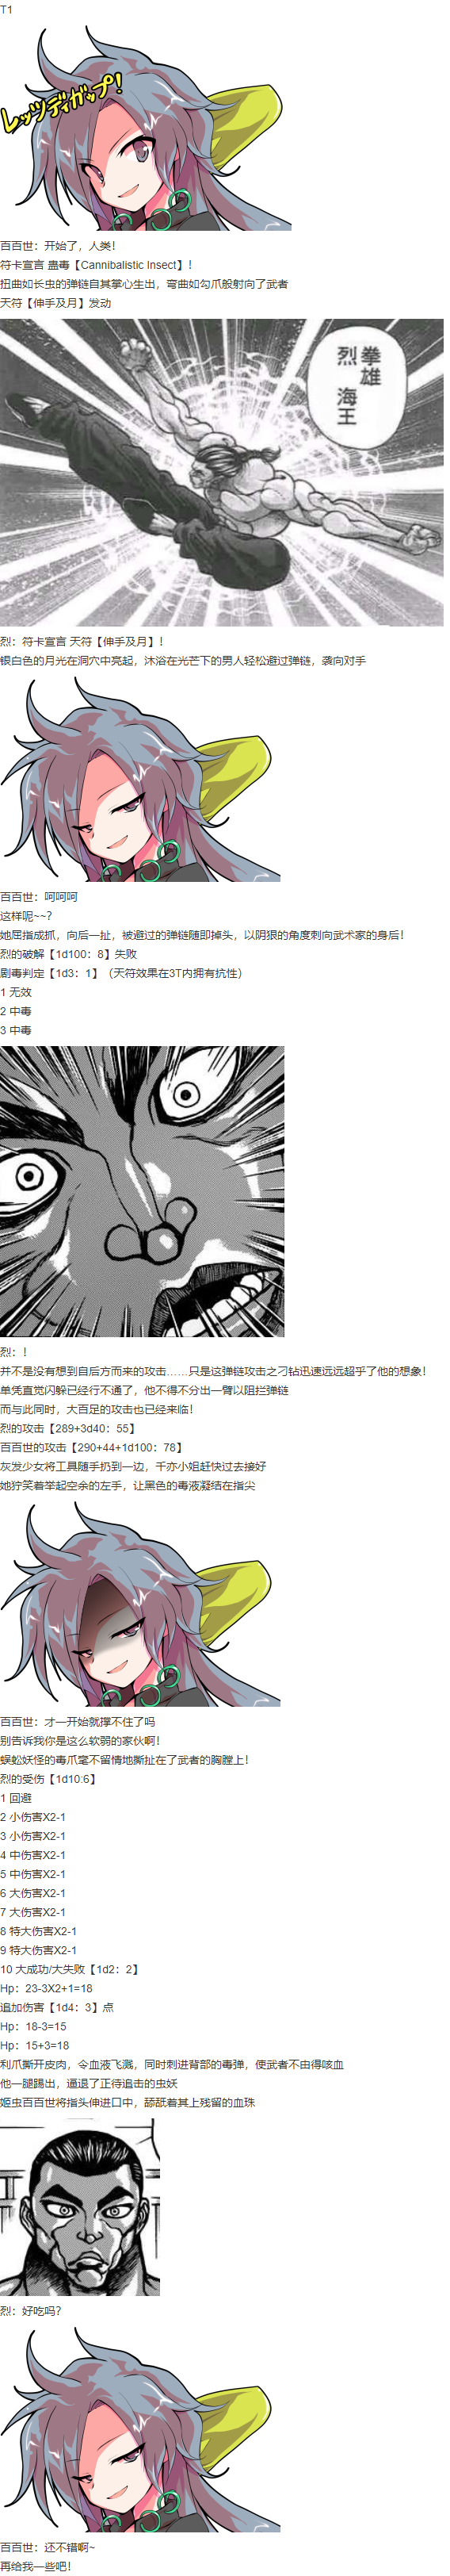 T1
レッツディガップ!
百百世：开始了，人类！
符卡宣言 蛊毒【Cannibalistic Insect】！
扭曲如长虫的弹链自其掌心生出，弯曲如勾爪般射向了武者
天符【伸手及月】发动
拳雄
烈 海王
烈：符卡宣言 天符【伸手及月】！
银白色的月光在洞穴中亮起，沐浴在光芒下的男人轻松避过弹链，袭向对手
百百世：呵呵呵
这样呢~~?
她屈指成抓，向后一扯，被避过的弹链随即掉头，以阴狠的角度刺向武术家的身后！
烈的破解【1d100：8】失败
剧毒判定【1d3：1】（天符效果在3T内拥有抗性）
1 无效
2 中毒
3 中毒
烈：！
并不是没有想到自后方而来的攻击……只是这弹链攻击之刁钻迅速远远超乎了他的想象！
单凭直觉闪躲已经行不通了，他不得不分出一臂以阻拦弹链
而与此同时，大百足的攻击也已经来临！
烈的攻击【289+3d40：55】
百百世的攻击【290+44+1d100：78】
灰发少女将工具随手扔到一边，千亦小姐赶快过去接好
她狞笑着举起空余的左手，让黑色的毒液凝结在指尖
百百世：才一开始就撑不住了吗
别告诉我你是这么软弱的家伙啊！
蜈蚣妖怪的毒爪毫不留情地撕扯在了武者的胸膛上！
烈的受伤【1d10:6】
1 回避
2 小伤害X2-1
3 小伤害X2-1
4 中伤害X2-1
5 中伤害X2-1
6 大伤害X2-1
7 大伤害X2-1
8 特大伤害X2-1
9 特大伤害X2-1
10 大成功/大失败【1d2：2】
Hp：23-3X2+1=18
追加伤害【1d4：3】点
Hp：18-3=15
Hp：15+3=18
利爪撕开皮肉，令血液飞溅，同时刺进背部的毒弹，使武者不由得咳血
他一腿踢出，逼退了正待追击的虫妖
姬虫百百世将指头伸进口中，舔舐着其上残留的血珠
烈：好吃吗？
百百世：还不错啊~
再给我一些吧！